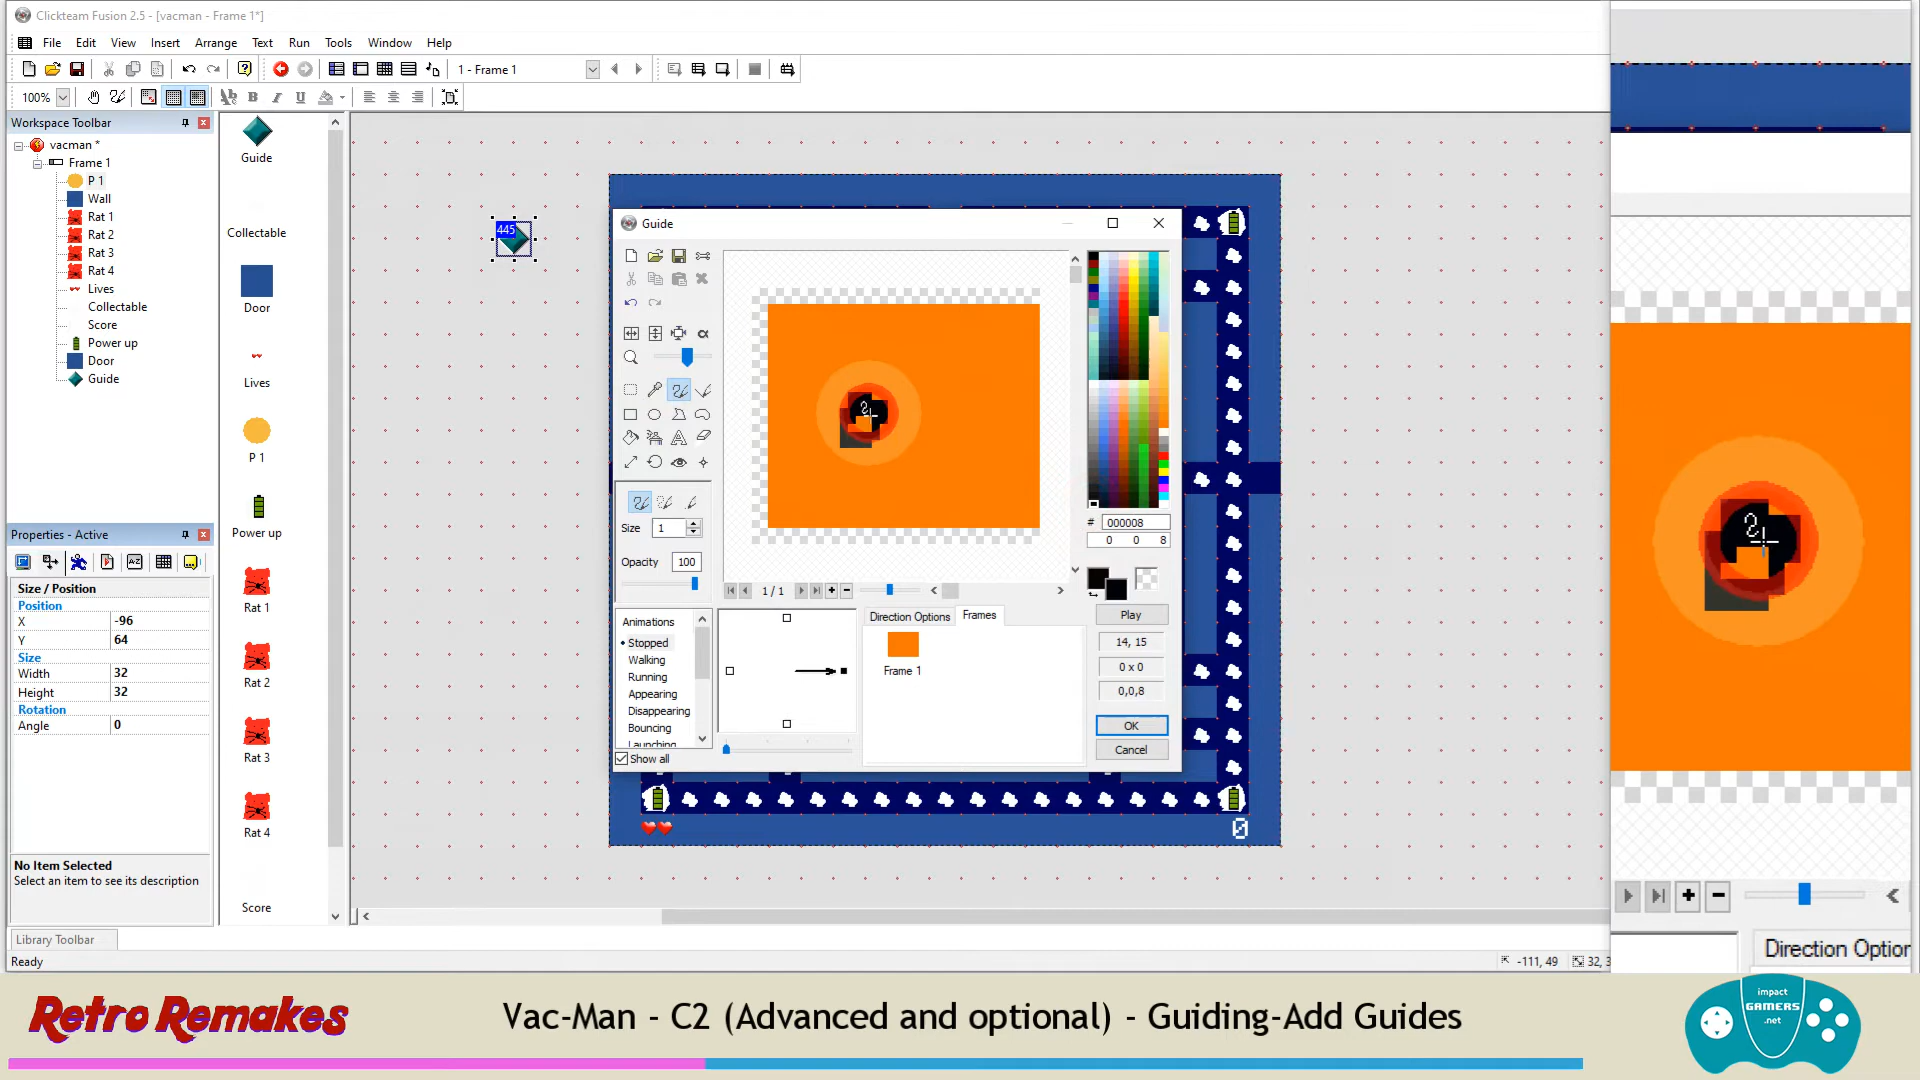 Clickteam Fusion 2.5 - [vacman - Frame 1*]
File Edit View Insert Arrange Text Run Tools Window Help
1 - Frame 1
100%
Workspace Toolbar
vacman *
Frame 1
P 1
Wall
Rat 1
Rat 2
Rat 3
Rat 4
Lives
Collectable
Score
Power up
Door
Guide
Properties - Active
Size / Position
Position
X -96
Y 64
Size
Width 32
Height 32
Rotation
Angle 0
No Item Selected
Select an item to see its description
Library Toolbar
Ready
Guide
Collectable
Door
Lives
P 1
Power up
Rat 1
Rat 2
Rat 3
Rat 4
Score
445
Guide
Size 1
Opacity 100
1 / 1
# 000008
0 0 8
Animations
Stopped
Walking
Running
Appearing
Disappearing
Bouncing
Launching
Show all
Direction Options Frames
Frame 1
Play
14, 15
0 x 0
0,0,8
OK
Cancel
0
-111, 49
32, 3
Direction Option
Retro Remakes
Vac-Man - C2 (Advanced and optional) - Guiding-Add Guides
impact
GAMERS
.net